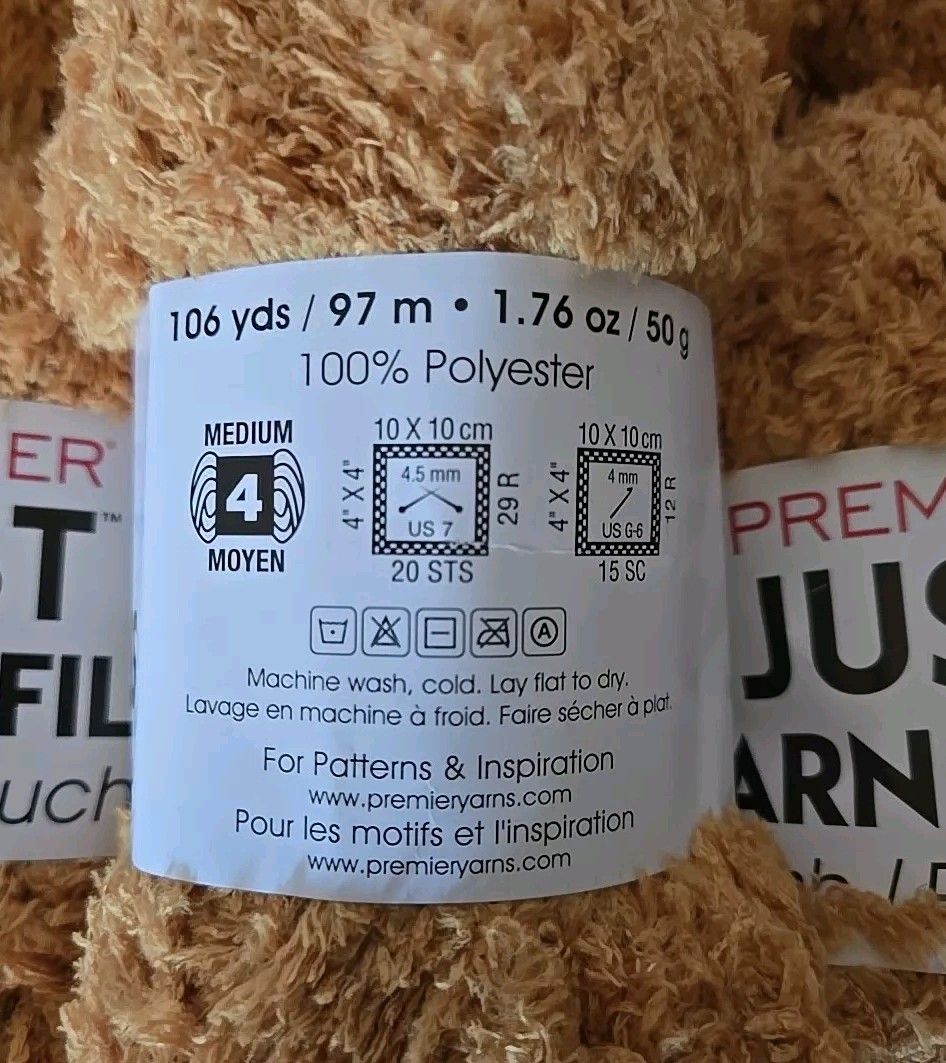 106 yds / 97 m • 1.76 oz / 50 g
100% Polyester
MEDIUM
4
MOYEN
10 X 10 cm
4" X 4"
4.5 mm
US 7
29 R
20 STS
10 X 10 cm
4" X 4"
4 mm
US G-6
12 R
15 SC
A
Machine wash, cold. Lay flat to dry.
Lavage en machine à froid. Faire sécher à plat.
For Patterns & Inspiration
www.premieryarns.com
Pour les motifs et l'inspiration
www.premieryarns.com
ER®
T™
FIL
uch
PREM
JUS
ARN